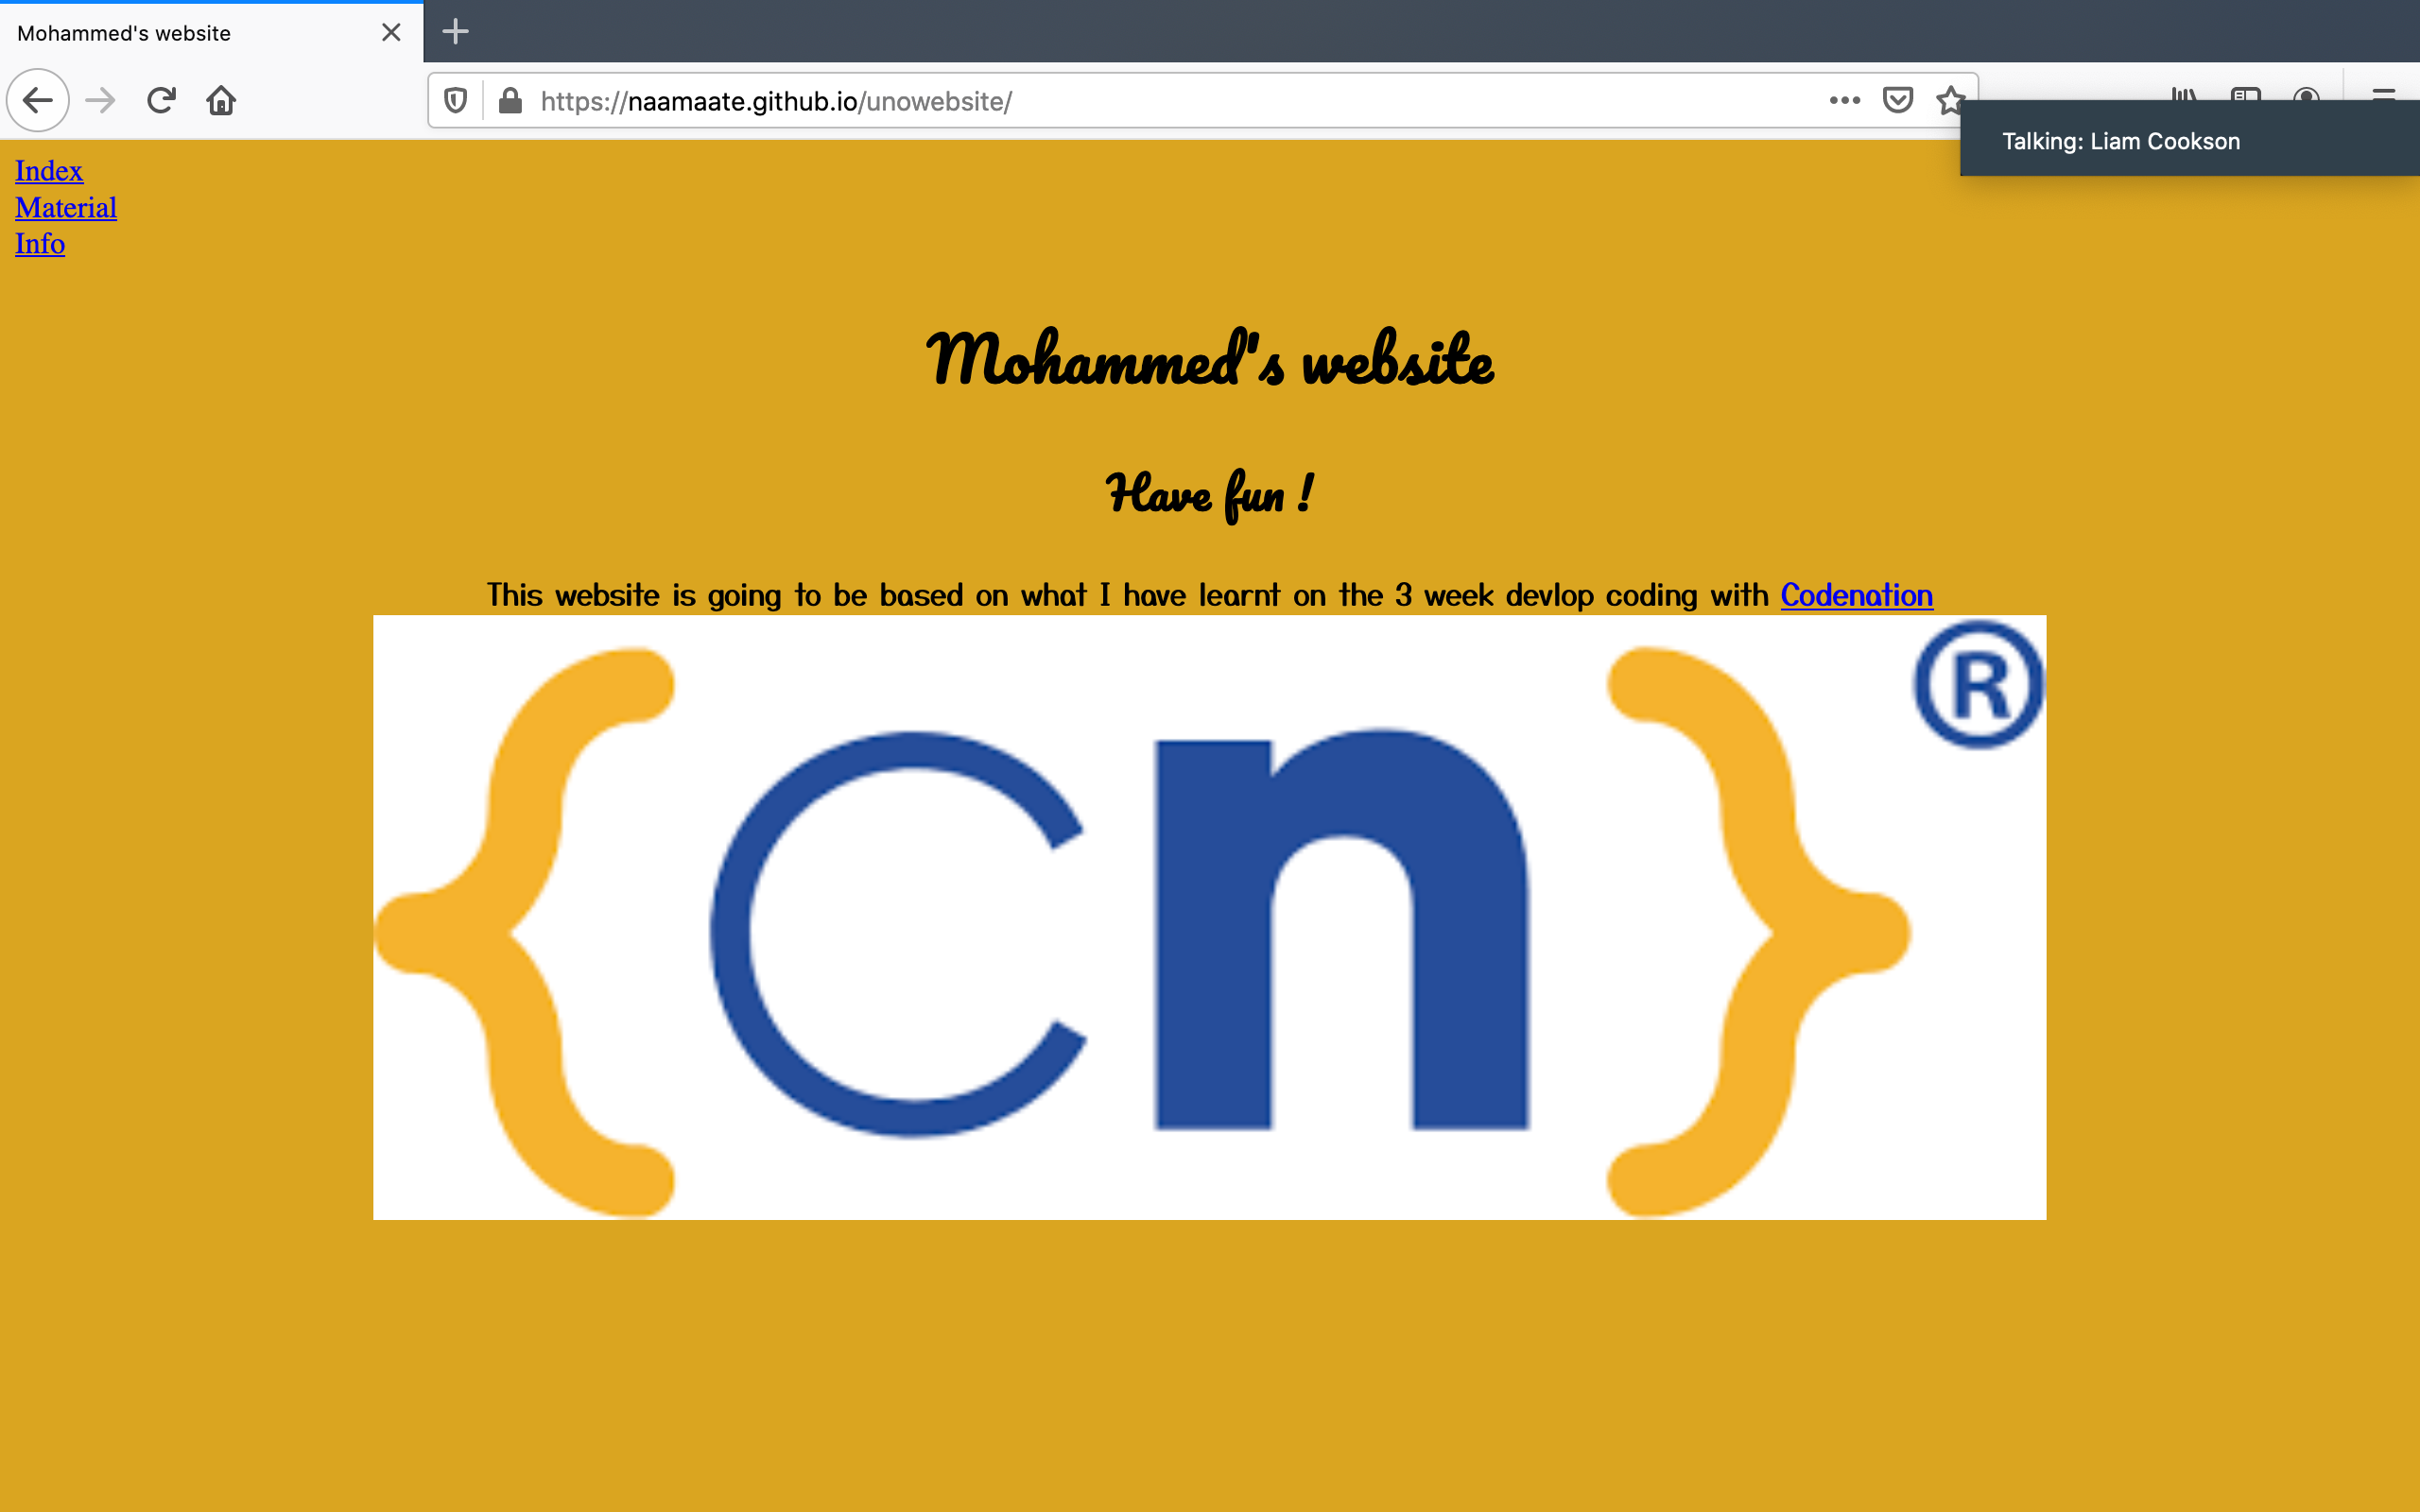 Mohammed's website
https://naamaate.github.io/unowebsite/
Talking: Liam Cookson
Index
Material
Info
Mohammed's website
Have fun !
This website is going to be based on what I have learnt on the 3 week devlop coding with Codenation
{cn} ®